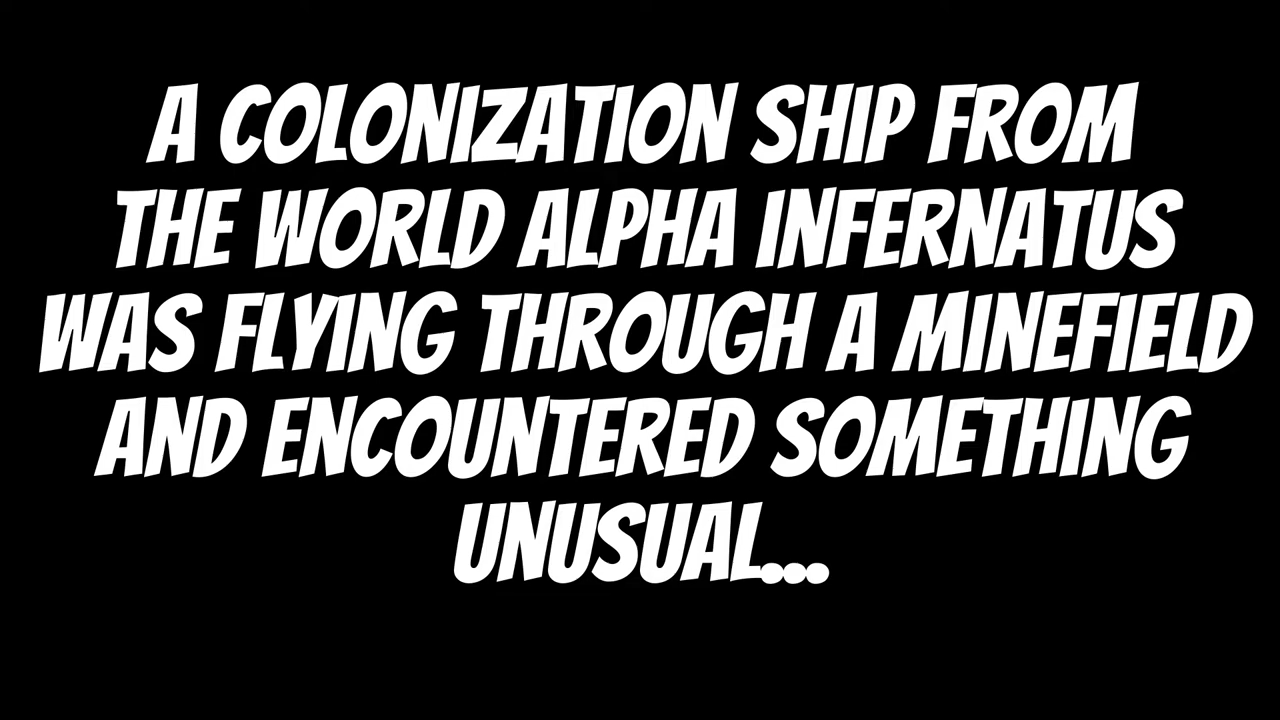 A COLONIZATION SHIP FROM
THE WORLD ALPHA INFERNATUS
WAS FLYING THROUGH A MINEFIELD
AND ENCOUNTERED SOMETHING
UNUSUAL...